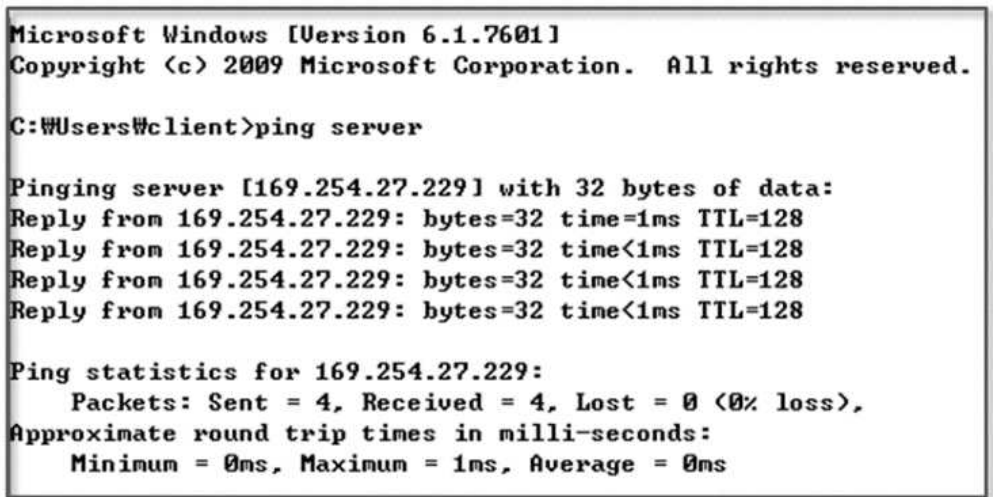 Microsoft Windows [Version 6.1.7601]
Copyright (c) 2009 Microsoft Corporation.  All rights reserved.
C:₩Users₩client>ping server
Pinging server [169.254.27.229] with 32 bytes of data:
Reply from 169.254.27.229: bytes=32 time=1ms TTL=128
Reply from 169.254.27.229: bytes=32 time<1ms TTL=128
Reply from 169.254.27.229: bytes=32 time<1ms TTL=128
Reply from 169.254.27.229: bytes=32 time<1ms TTL=128
Ping statistics for 169.254.27.229:
    Packets: Sent = 4, Received = 4, Lost = 0 (0% loss),
Approximate round trip times in milli-seconds:
    Minimum = 0ms, Maximum = 1ms, Average = 0ms